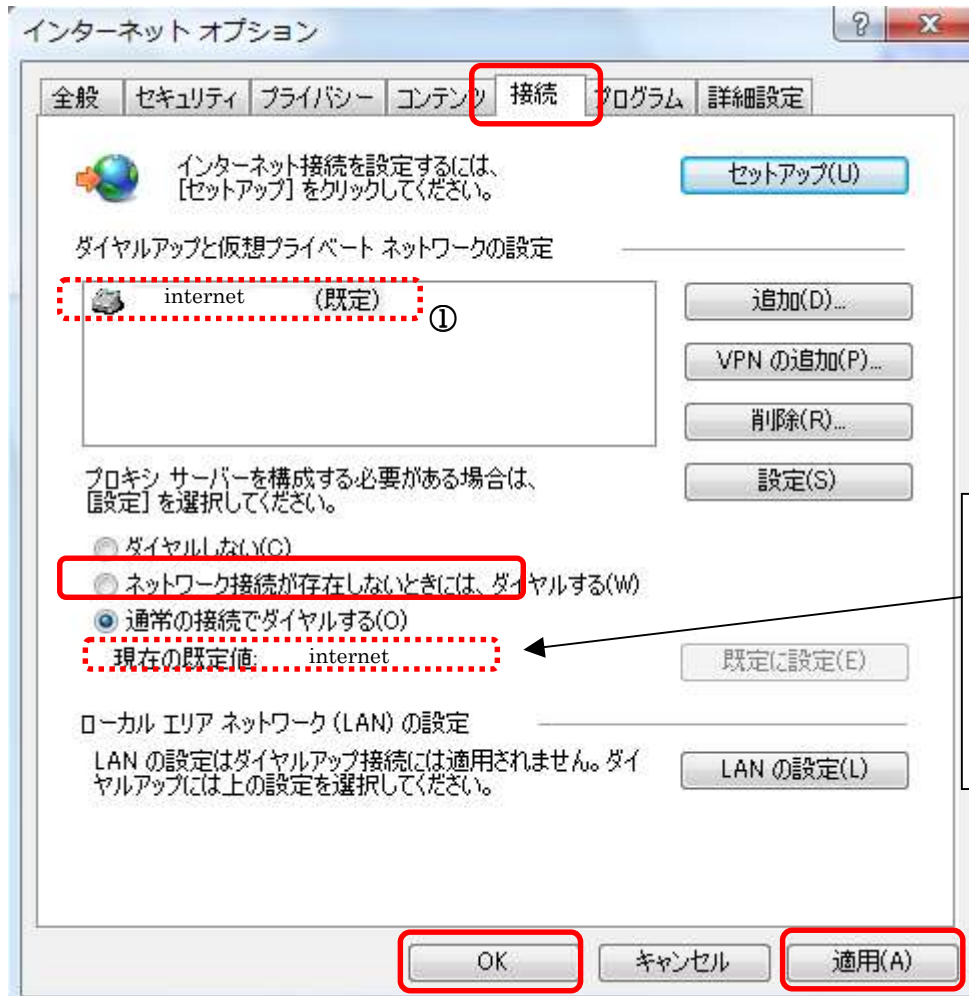 インターネット オプション
全般 セキュリティ プライバシー コンテンツ 接続 プログラム 詳細設定
インターネット接続を設定するには、
[セットアップ] をクリックしてください。
セットアップ(U)
ダイヤルアップと仮想プライベート ネットワークの設定
internet (既定)
①
追加(D)...
VPN の追加(P)...
削除(R)...
プロキシ サーバーを構成する必要がある場合は、
[設定] を選択してください。
設定(S)
ダイヤルしない(C)
ネットワーク接続が存在しないときには、ダイヤルする(W)
通常の接続でダイヤルする(O)
現在の既定値: internet
既定に設定(E)
ローカル エリア ネットワーク (LAN) の設定
LAN の設定はダイヤルアップ接続には適用されません。ダイ
ヤルアップには上の設定を選択してください。
LAN の設定(L)
OK キャンセル 適用(A)